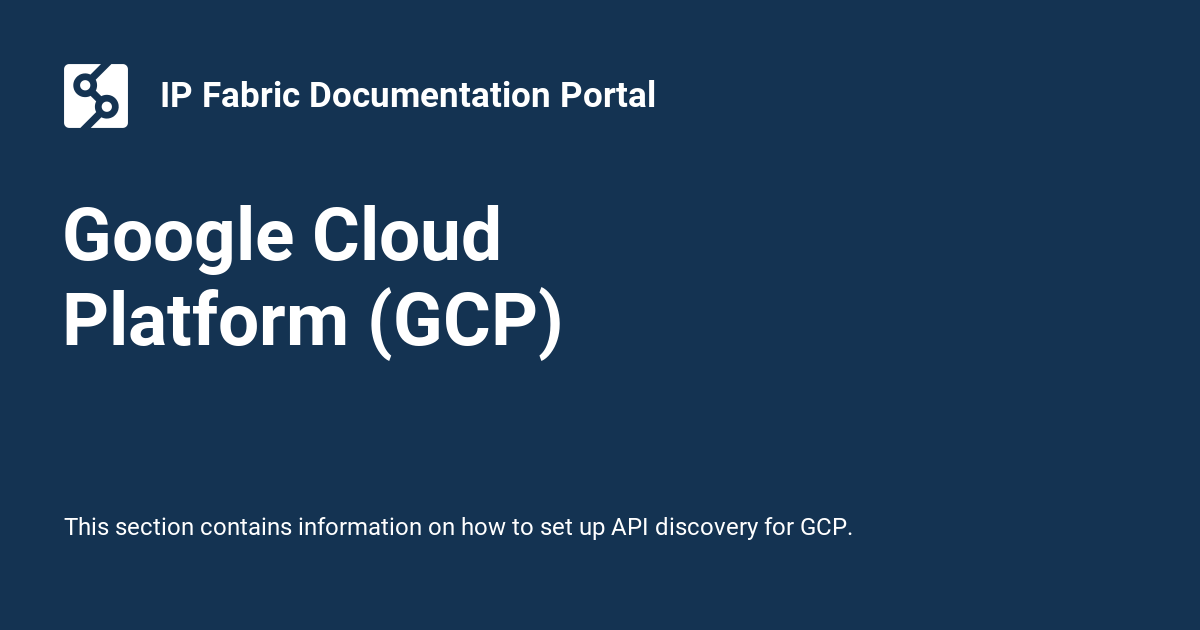 IP Fabric Documentation Portal
Google Cloud
Platform (GCP)
This section contains information on how to set up API discovery for GCP.